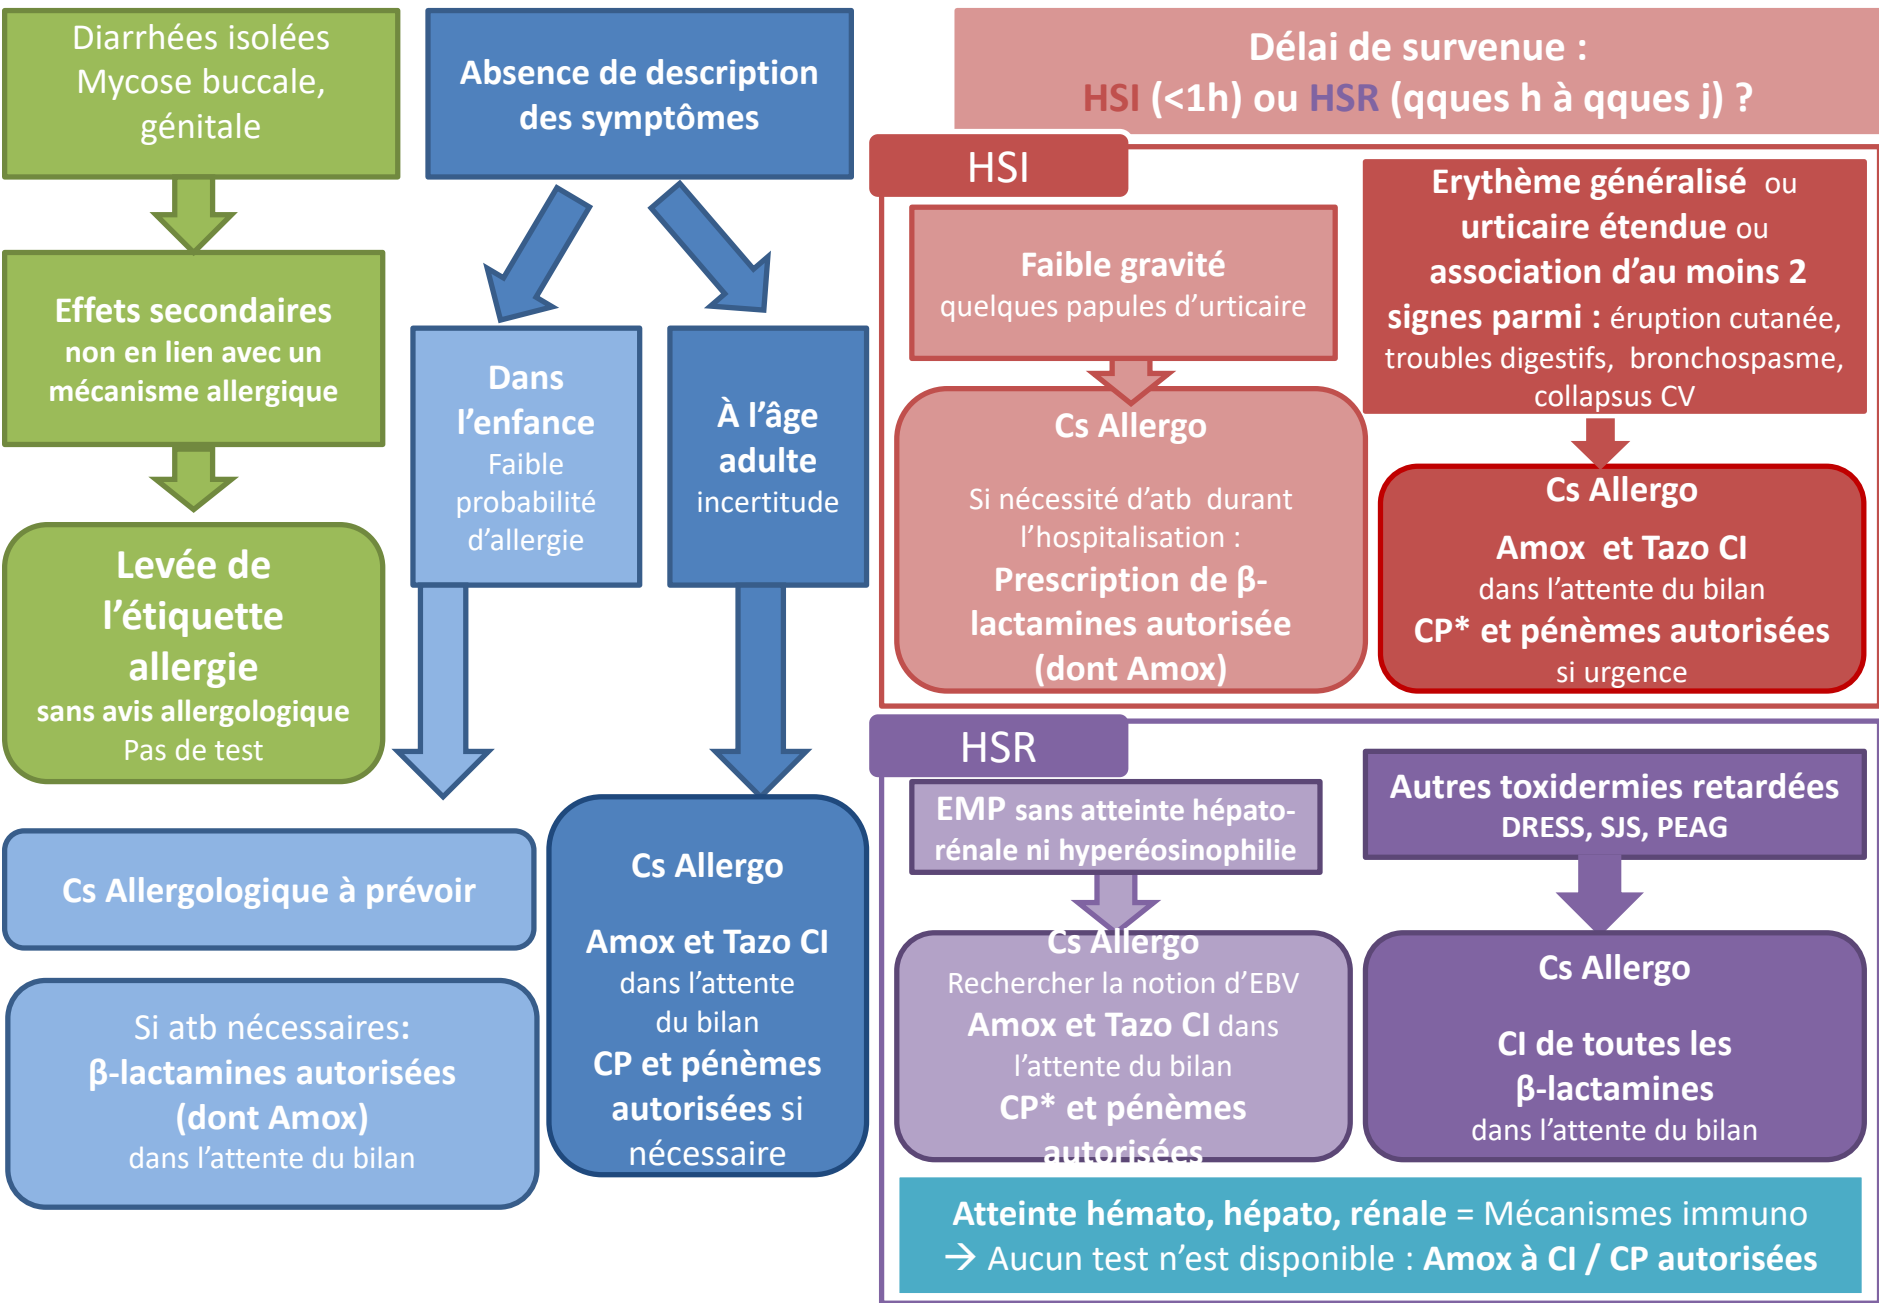 Diarrhées isolées
Mycose buccale,
génitale
Effets secondaires
non en lien avec un
mécanisme allergique
Levée de
l'étiquette
allergie
sans avis allergologique
Pas de test
Absence de description
des symptômes
Dans
l'enfance
Faible
probabilité
d'allergie
À l'âge
adulte
incertitude
Cs Allergologique à prévoir
Si atb nécessaires:
β-lactamines autorisées
(dont Amox)
dans l'attente du bilan
Cs Allergo
Amox et Tazo CI
dans l'attente
du bilan
CP et pénèmes
autorisées si
nécessaire
Délai de survenue :
HSI (<1h) ou HSR (qques h à qques j) ?
HSI
Faible gravité
quelques papules d'urticaire
Cs Allergo
Si nécessité d'atb durant
l'hospitalisation :
Prescription de β-
lactamines autorisée
(dont Amox)
Erythème généralisé ou
urticaire étendue ou
association d'au moins 2
signes parmi : éruption cutanée,
troubles digestifs, bronchospasme,
collapsus CV
Cs Allergo
Amox et Tazo CI
dans l'attente du bilan
CP* et pénèmes autorisées
si urgence
HSR
EMP sans atteinte hépato-
rénale ni hyperéosinophilie
Cs Allergo
Rechercher la notion d'EBV
Amox et Tazo CI dans
l'attente du bilan
CP* et pénèmes
autorisées
Autres toxidermies retardées
DRESS, SJS, PEAG
Cs Allergo
CI de toutes les
β-lactamines
dans l'attente du bilan
Atteinte hémato, hépato, rénale = Mécanismes immuno
→ Aucun test n'est disponible : Amox à CI / CP autorisées